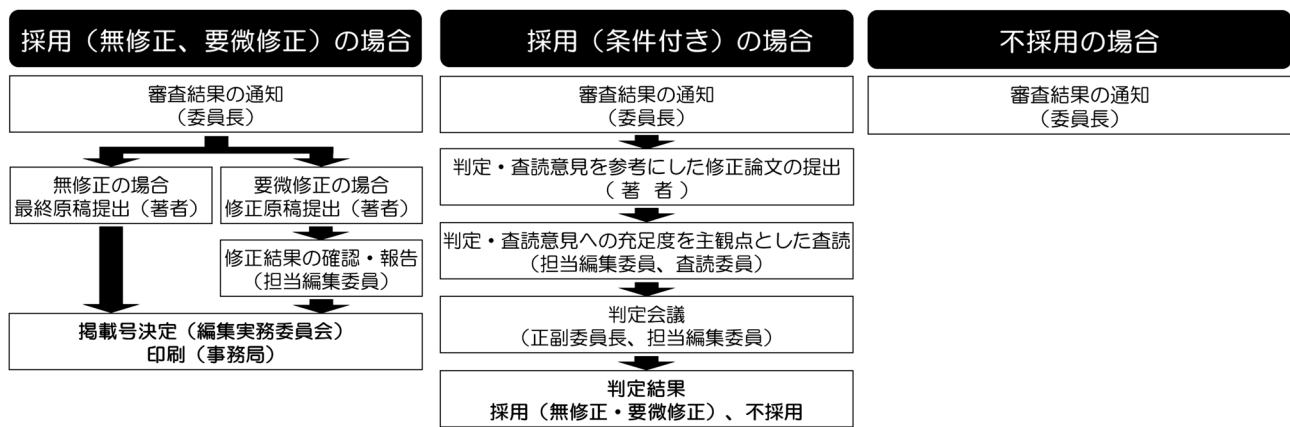 採用（無修正、要微修正）の場合
審査結果の通知
（委員長）
無修正の場合
最終原稿提出（著者）
要微修正の場合
修正原稿提出（著者）
修正結果の確認・報告
（担当編集委員）
掲載号決定（編集実務委員会）
印刷（事務局）
採用（条件付き）の場合
審査結果の通知
（委員長）
判定・査読意見を参考にした修正論文の提出
（ 著　者 ）
判定・査読意見への充足度を主観点とした査読
（担当編集委員、査読委員）
判定会議
（正副委員長、担当編集委員）
判定結果
採用（無修正・要微修正）、不採用
不採用の場合
審査結果の通知
（委員長）